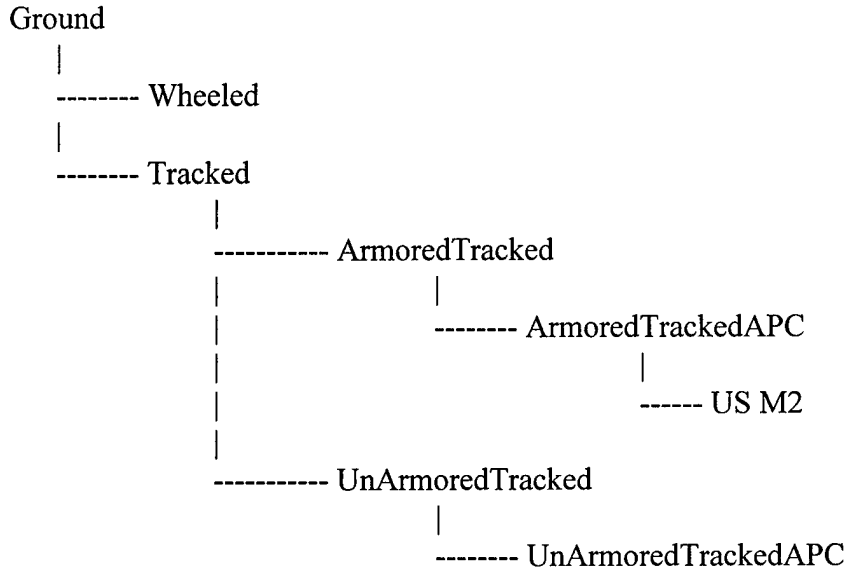 Ground
|
-------- Wheeled
|
-------- Tracked
|
----------- ArmoredTracked
| |
| -------- ArmoredTrackedAPC
| |
| ------ US M2
|
----------- UnArmoredTracked
|
-------- UnArmoredTrackedAPC